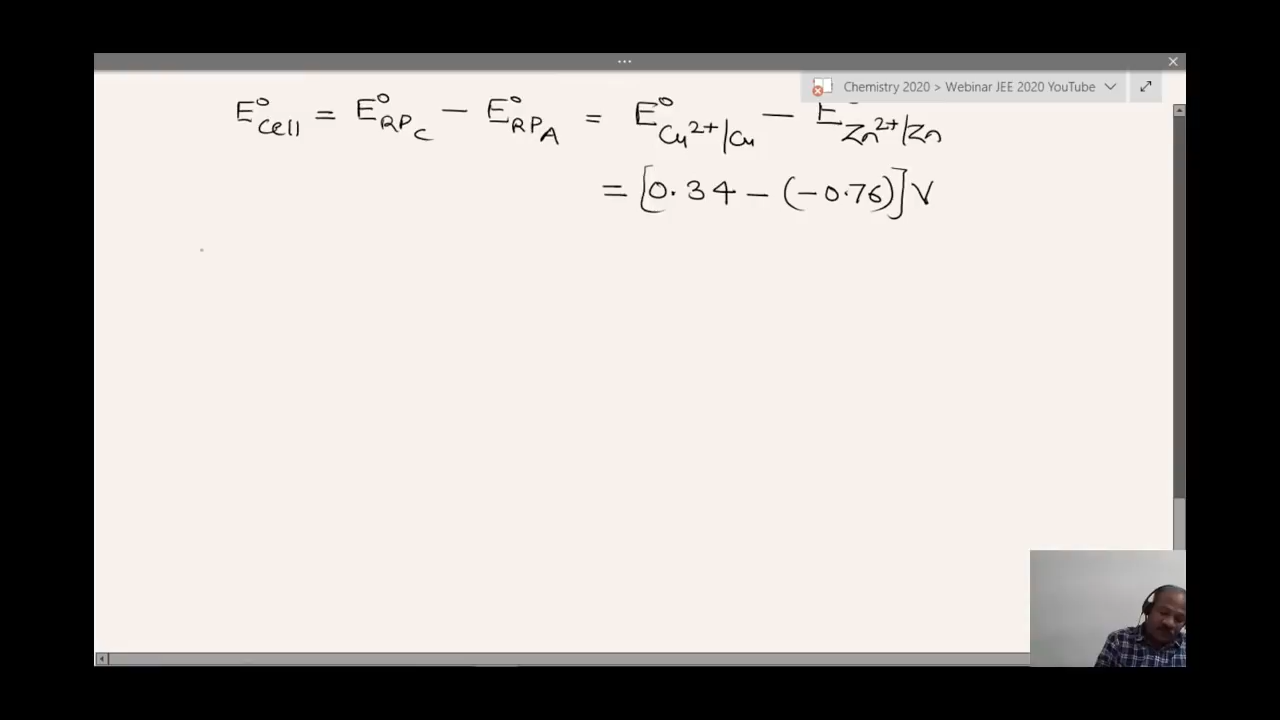 Chemistry 2020 > Webinar JEE 2020 YouTube
E°Cell = E°RPC − E°RPA = E°Cu²⁺/Cu − E°Zn²⁺/Zn
= [0.34 − (−0.76)] V